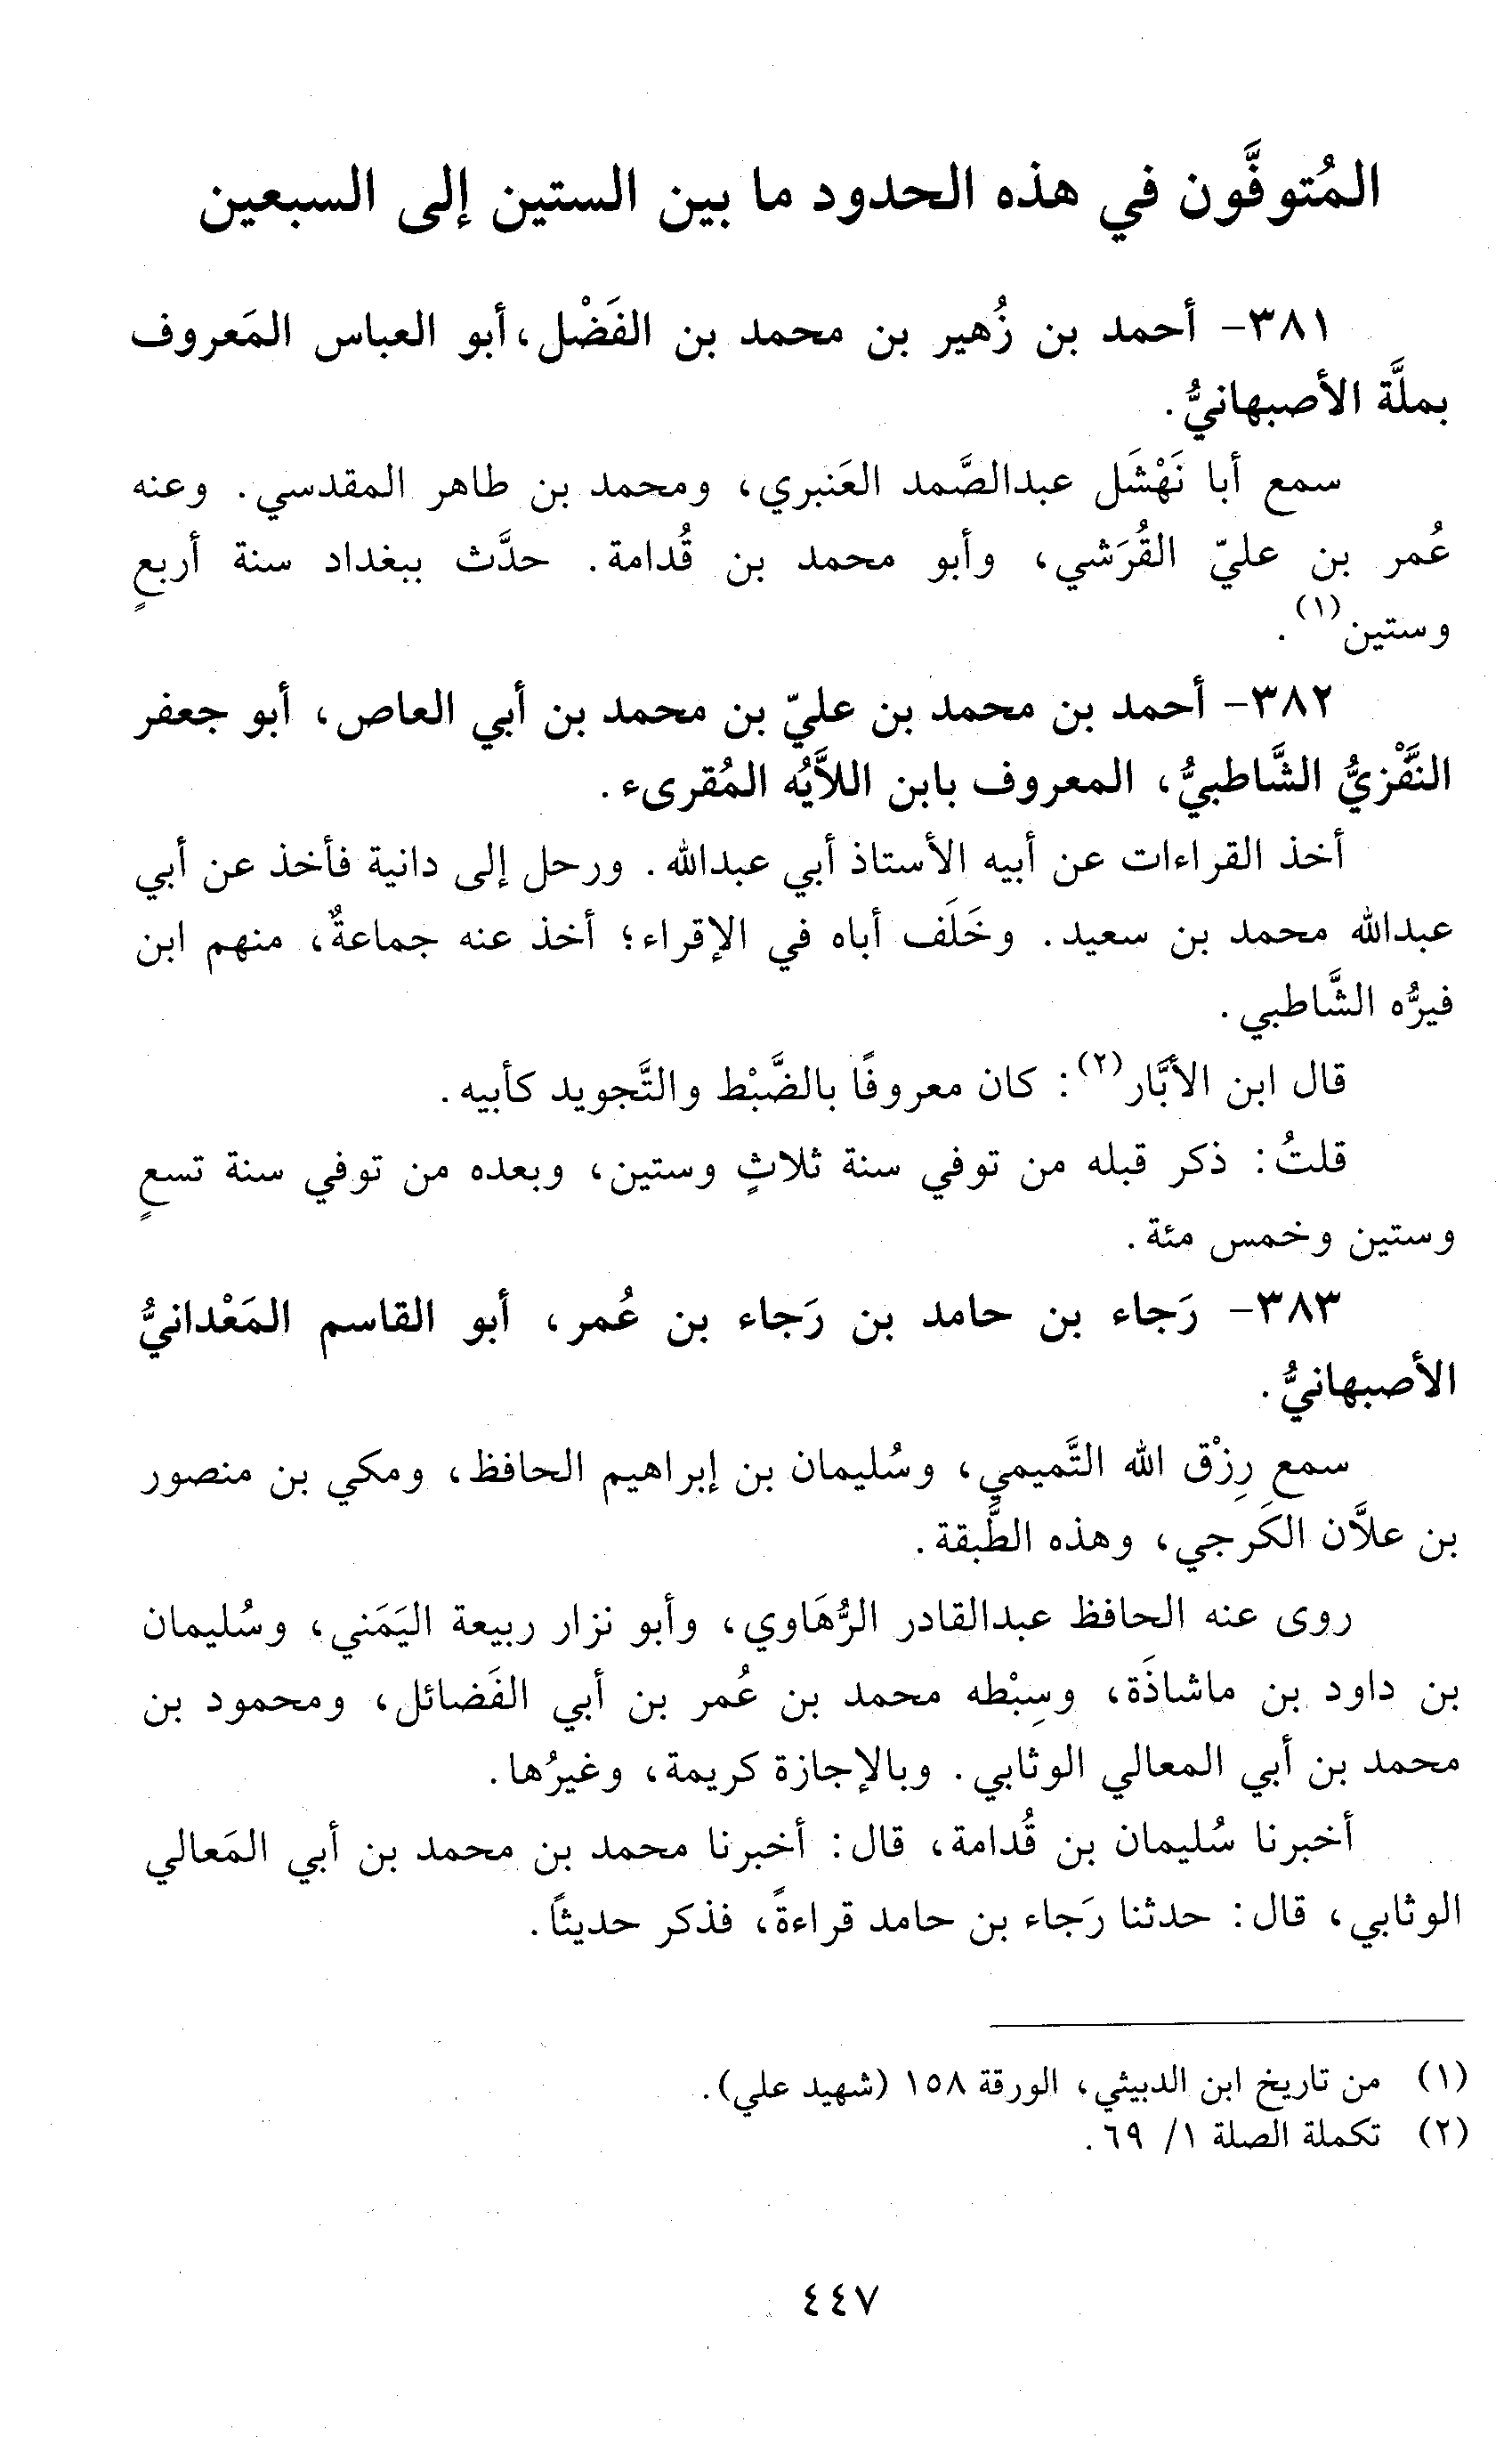 المُتوفَّون في هذه الحدود ما بين الستين إلى السبعين
٣٨١- أحمد بن زُهير بن محمد بن الفَضْل، أبو العباس المَعروف
بملَّة الأصبهانيُّ.
سمع أبا نَهْشَل عبدالصَّمد العَنبري، ومحمد بن طاهر المقدسي. وعنه
عُمر بن عليّ القُرَشي، وأبو محمد بن قُدامة. حدَّث ببغداد سنة أربعٍ
وستين(١).
٣٨٢- أحمد بن محمد بن عليّ بن محمد بن أبي العاص، أبو جعفر
النَّفْزيُّ الشَّاطبيُّ، المعروف بابن اللاَّيُه المُقرىء.
أخذ القراءات عن أبيه الأستاذ أبي عبدالله. ورحل إلى دانية فأخذ عن أبي
عبدالله محمد بن سعيد. وخَلَف أباه في الإقراء؛ أخذ عنه جماعةٌ، منهم ابن
فيرُّه الشَّاطبي.
قال ابن الأبَّار(٢): كان معروفًا بالضَّبْط والتَّجويد كأبيه.
قلتُ: ذكر قبله من توفي سنة ثلاثٍ وستين، وبعده من توفي سنة تسعٍ
وستين وخمس مئة.
٣٨٣- رَجاء بن حامد بن رَجاء بن عُمر، أبو القاسم المَعْدانيُّ
الأصبهانيُّ.
سمع رِزْق الله التَّميمي، وسُليمان بن إبراهيم الحافظ، ومكي بن منصور
بن علاَّن الكَرجي، وهذه الطَّبقة.
روى عنه الحافظ عبدالقادر الرُّهَاوي، وأبو نزار ربيعة اليَمَني، وسُليمان
بن داود بن ماشاذَة، وسِبْطه محمد بن عُمر بن أبي الفَضائل، ومحمود بن
محمد بن أبي المعالي الوثابي. وبالإجازة كريمة، وغيرُها.
أخبرنا سُليمان بن قُدامة، قال: أخبرنا محمد بن محمد بن أبي المَعالي
الوثابي، قال: حدثنا رَجاء بن حامد قراءةً، فذكر حديثًا.
(١) من تاريخ ابن الدبيثي، الورقة ١٥٨ (شهيد علي).
(٢) تكملة الصلة ١/ ٦٩.
٤٤٧